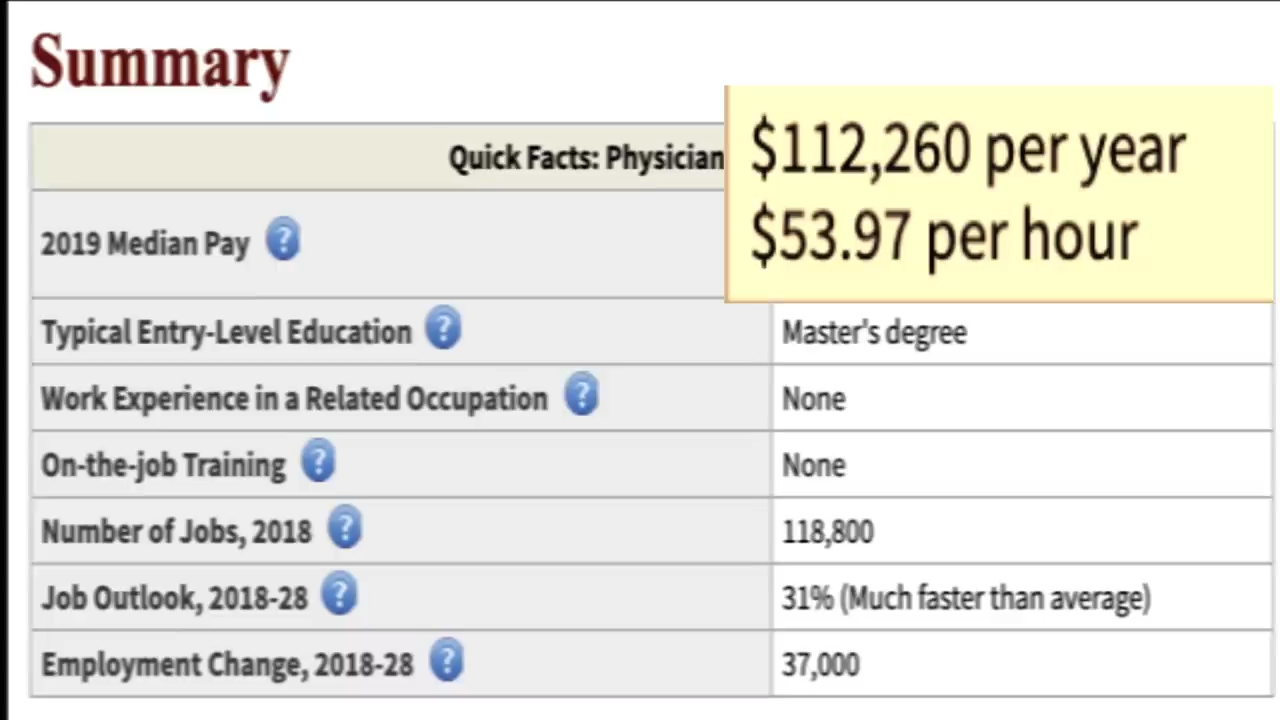 Summary
Quick Facts: Physician
$112,260 per year
$53.97 per hour
2019 Median Pay ?
Typical Entry-Level Education ? Master's degree
Work Experience in a Related Occupation ? None
On-the-job Training ? None
Number of Jobs, 2018 ? 118,800
Job Outlook, 2018-28 ? 31% (Much faster than average)
Employment Change, 2018-28 ? 37,000